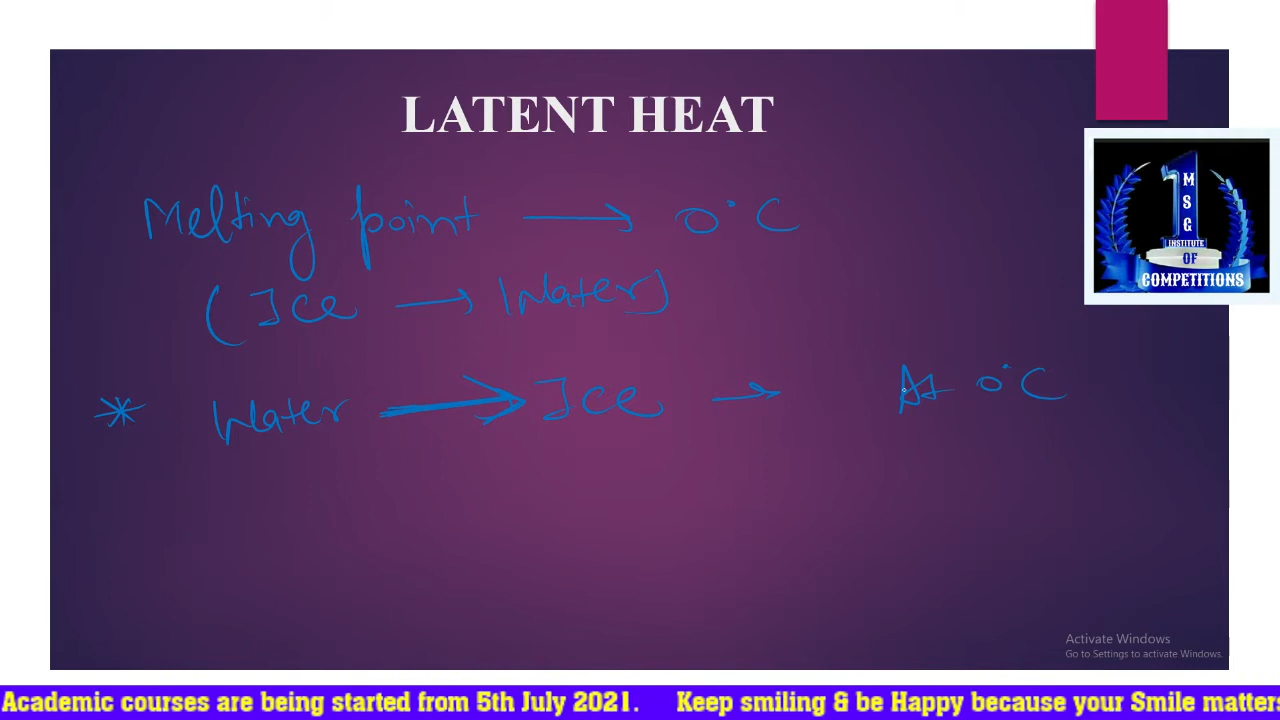 LATENT HEAT
Melting point → 0°C
(Ice → Water)
* Water → Ice → At 0°C
1
MSG
INSTITUTE
OF
COMPETITIONS
Activate Windows
Go to Settings to activate Windows.
Academic courses are being started from 5th July 2021. Keep smiling & be Happy because your Smile matters